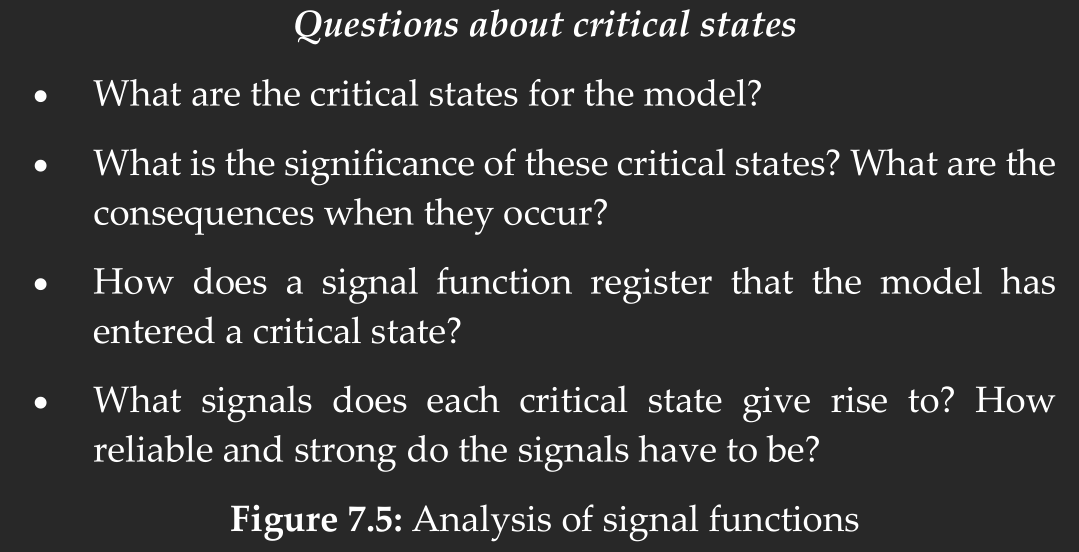 Questions about critical states
• What are the critical states for the model?
• What is the significance of these critical states? What are the
consequences when they occur?
• How does a signal function register that the model has
entered a critical state?
• What signals does each critical state give rise to? How
reliable and strong do the signals have to be?
Figure 7.5: Analysis of signal functions